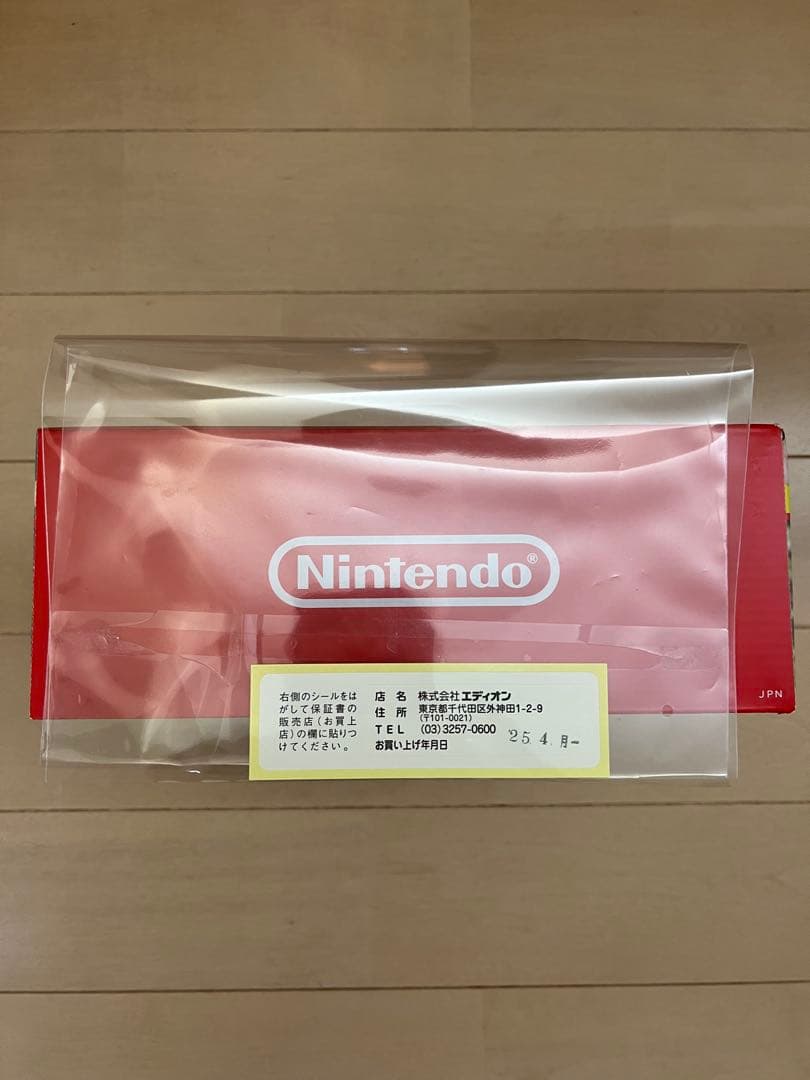 Nintendo®
JPN
右側のシールをは
がして保証書の
販売店(お買上
店)の欄に貼りつ
けてください。
店 名 株式会社エディオン
住 所 東京都千代田区外神田1-2-9
(〒101-0021)
TEL (03)3257-0600
お買い上げ年月日 25.4.月-